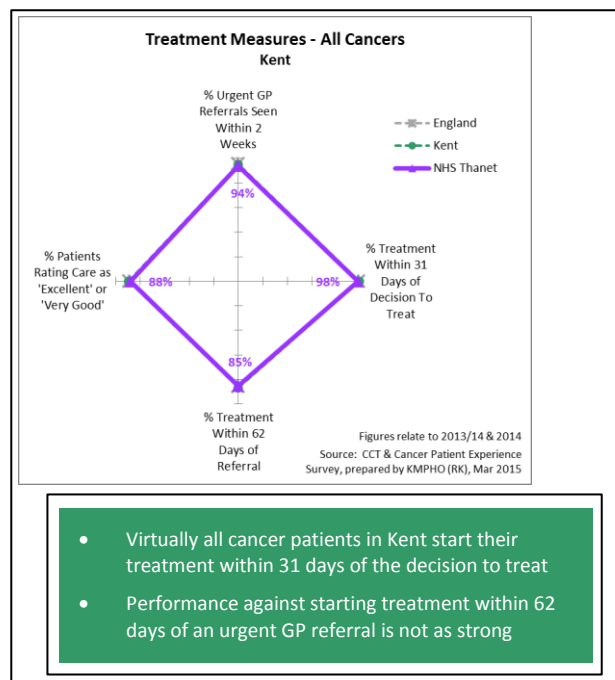 Treatment Measures - All Cancers
Kent
% Urgent GP
Referrals Seen
Within 2
Weeks
England
Kent
NHS Thanet
94%
% Patients
Rating Care as
'Excellent' or
'Very Good'
88%
98%
% Treatment
Within 31
Days of
Decision To
Treat
85%
% Treatment
Within 62
Days of
Referral
Figures relate to 2013/14 & 2014
Source: CCT & Cancer Patient Experience
Survey, prepared by KMPHO (RK), Mar 2015
• Virtually all cancer patients in Kent start their
treatment within 31 days of the decision to treat
• Performance against starting treatment within 62
days of an urgent GP referral is not as strong